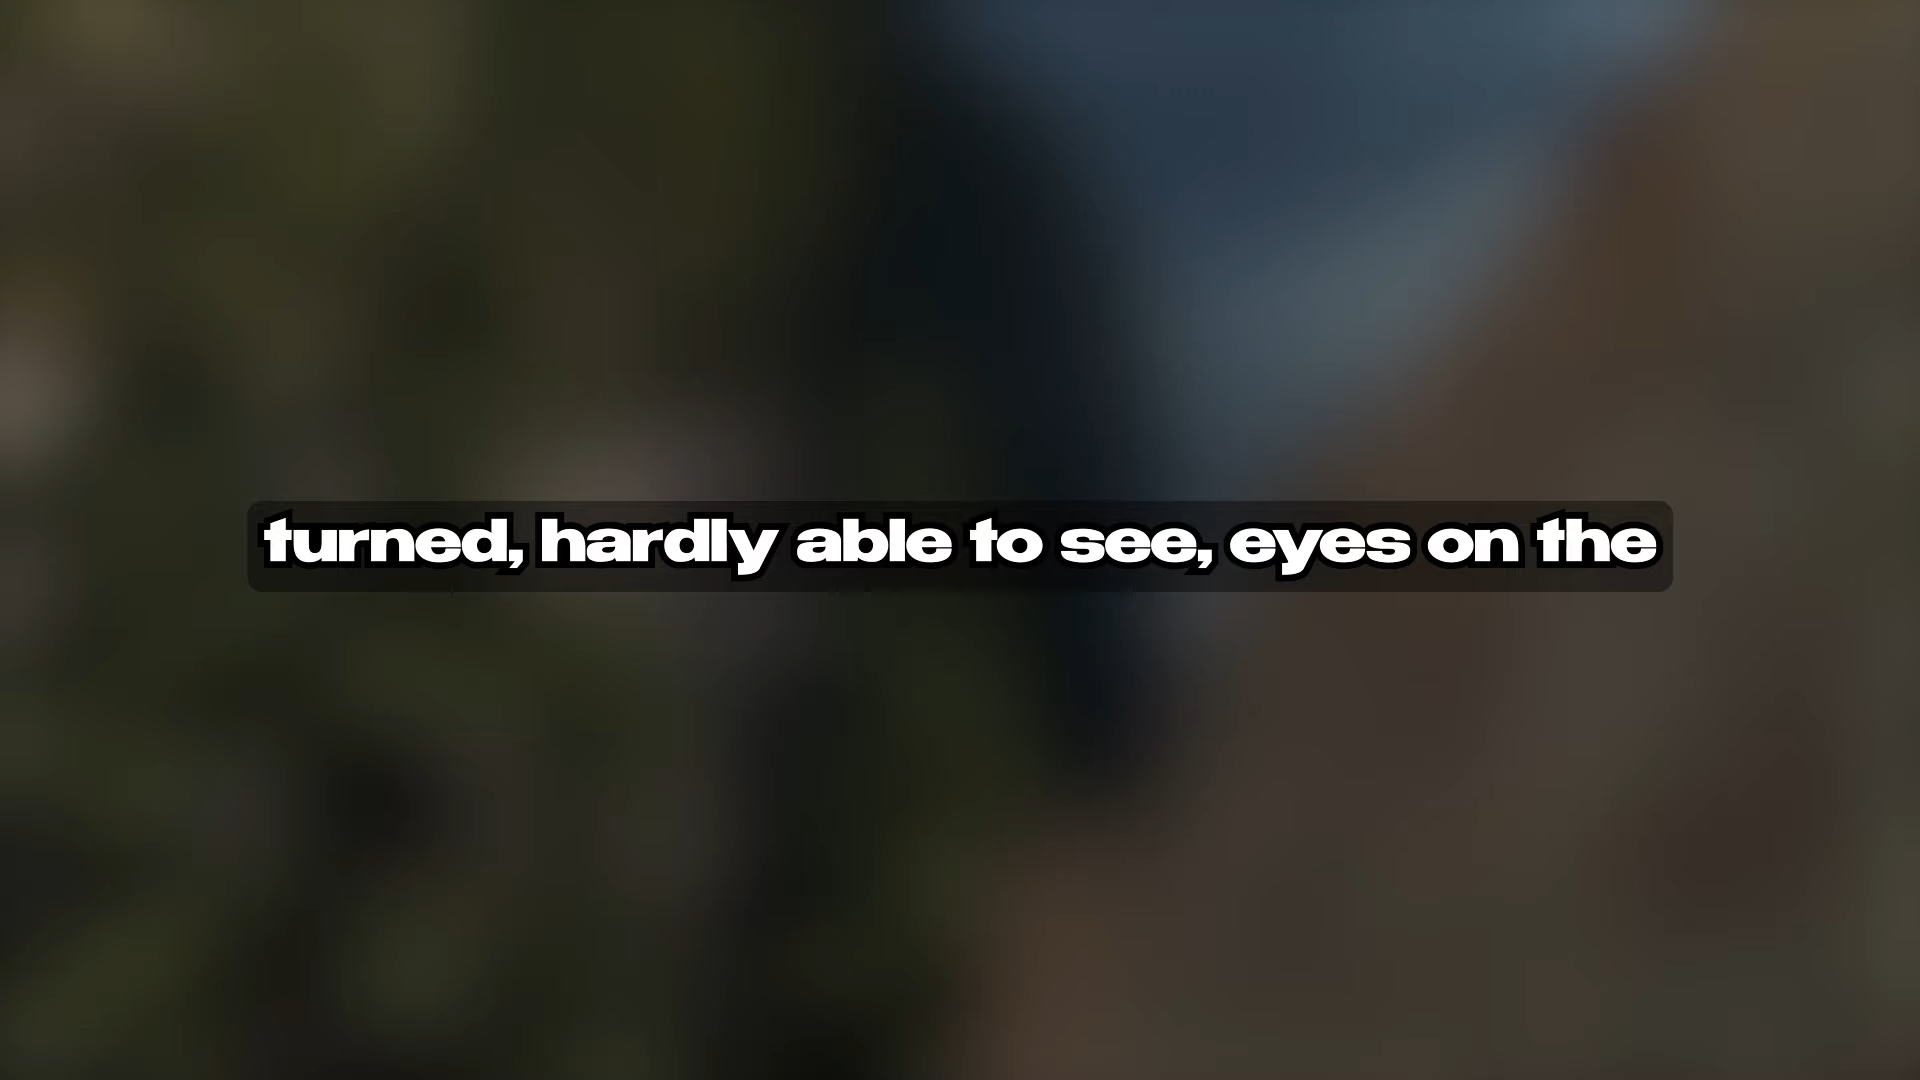 turned, hardly able to see, eyes on the